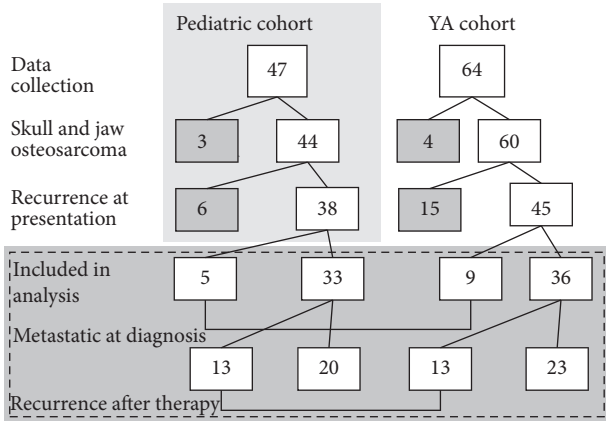 Pediatric cohort YA cohort
Data
collection
47 64
Skull and jaw
osteosarcoma
3 44 4 60
Recurrence at
presentation
6 38 15 45
Included in
analysis
5 33 9 36
Metastatic at diagnosis
13 20 13 23
Recurrence after therapy